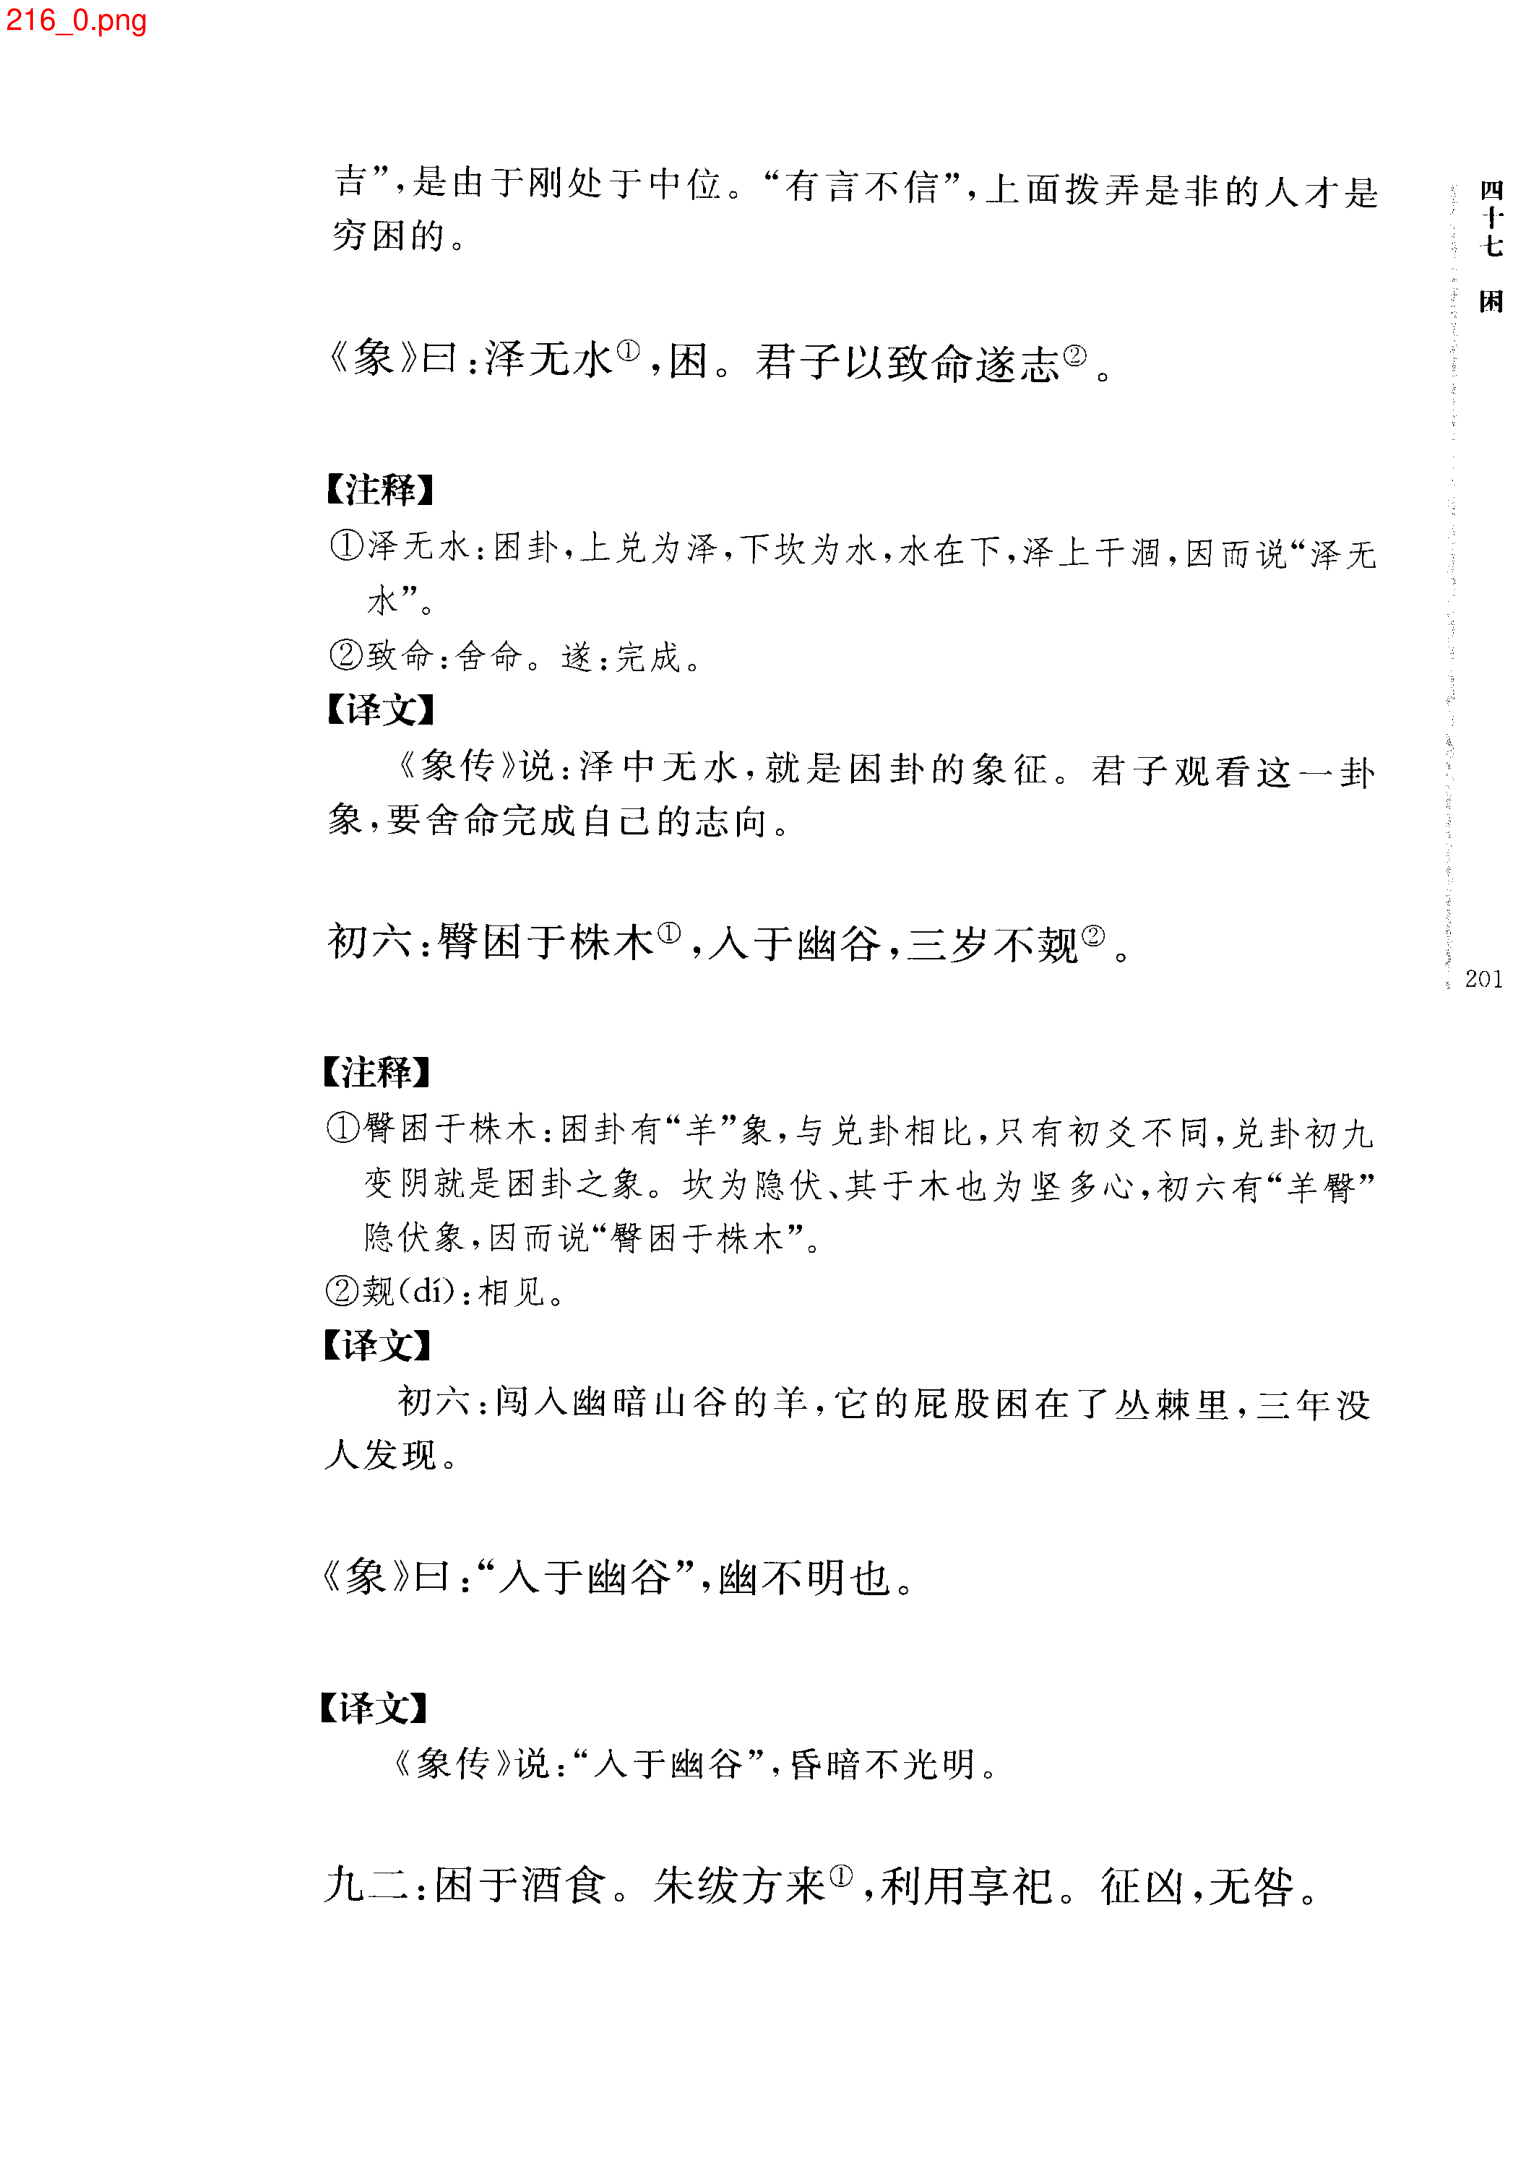 216_0.png
吉”,是由于刚处于中位。“有言不信”,上面拨弄是非的人才是
穷困的。
四十七 困
《象》曰:泽无水①,困。君子以致命遂志②。
【注释】
①泽无水:困卦,上兑为泽,下坎为水,水在下,泽上干涸,因而说“泽无
水”。
②致命:舍命。遂:完成。
【译文】
《象传》说:泽中无水,就是困卦的象征。君子观看这一卦
象,要舍命完成自己的志向。
初六:臀困于株木①,入于幽谷,三岁不觌②。
201
【注释】
①臀困于株木:困卦有“羊”象,与兑卦相比,只有初爻不同,兑卦初九
变阴就是困卦之象。坎为隐伏、其于木也为坚多心,初六有“羊臀”
隐伏象,因而说“臀困于株木”。
②觌(dí):相见。
【译文】
初六:闯入幽暗山谷的羊,它的屁股困在了丛棘里,三年没
人发现。
《象》曰:“入于幽谷”,幽不明也。
【译文】
《象传》说:“入于幽谷”,昏暗不光明。
九二:困于酒食。朱绂方来①,利用享祀。征凶,无咎。